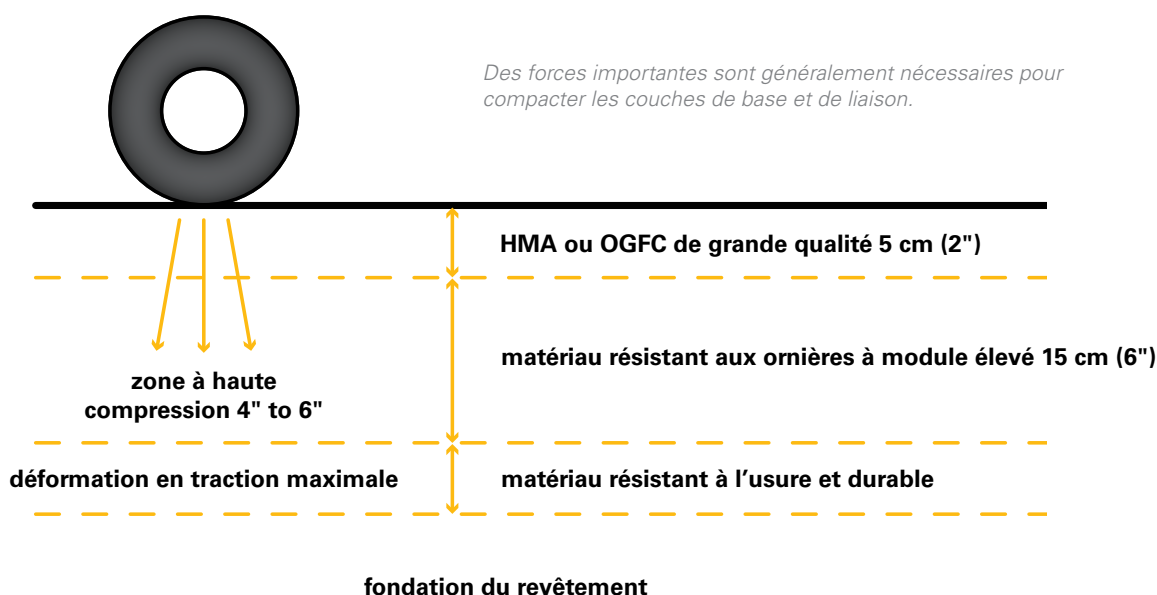 Des forces importantes sont généralement nécessaires pour
compacter les couches de base et de liaison.
HMA ou OGFC de grande qualité 5 cm (2")
matériau résistant aux ornières à module élevé 15 cm (6")
zone à haute
compression 4" to 6"
déformation en traction maximale
matériau résistant à l’usure et durable
fondation du revêtement